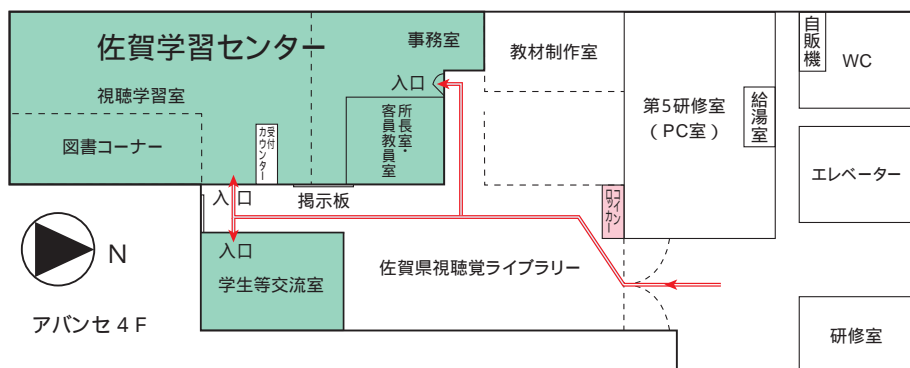 佐賀学習センター
事務室
視聴学習室
図書コーナー
受付
カウンター
入口
所長室・
客員教員室
教材制作室
第5研修室
(PC室)
給湯室
自販機
WC
エレベーター
入口
掲示板
コイン
ロッカー
入口
学生等交流室
佐賀県視聴覚ライブラリー
研修室
N
アバンセ 4 F